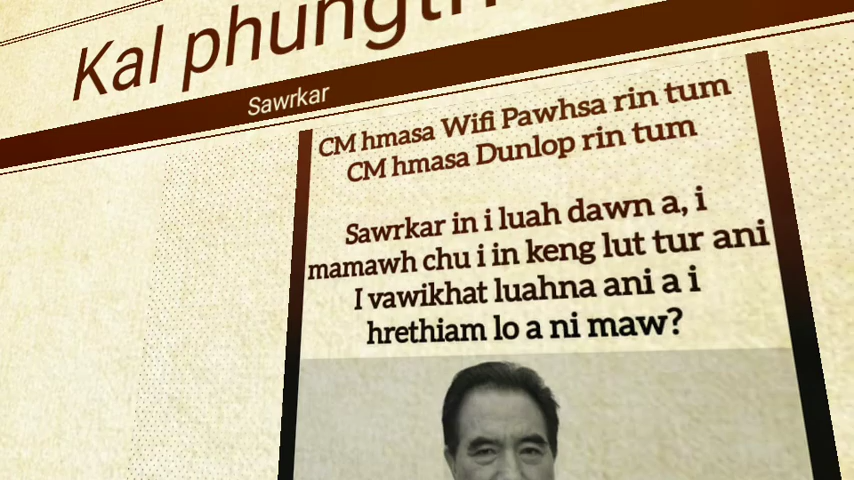 Kal
Sawrkar
CM hmasa Wifi Pawhsa rin tum
CM hmasa Dunlop rin tum
Sawrkar in i luah dawn a, i
mamawh chu i in keng lut tur ani
I vawikhat luahna ani a i
hrethiam lo a ni maw?